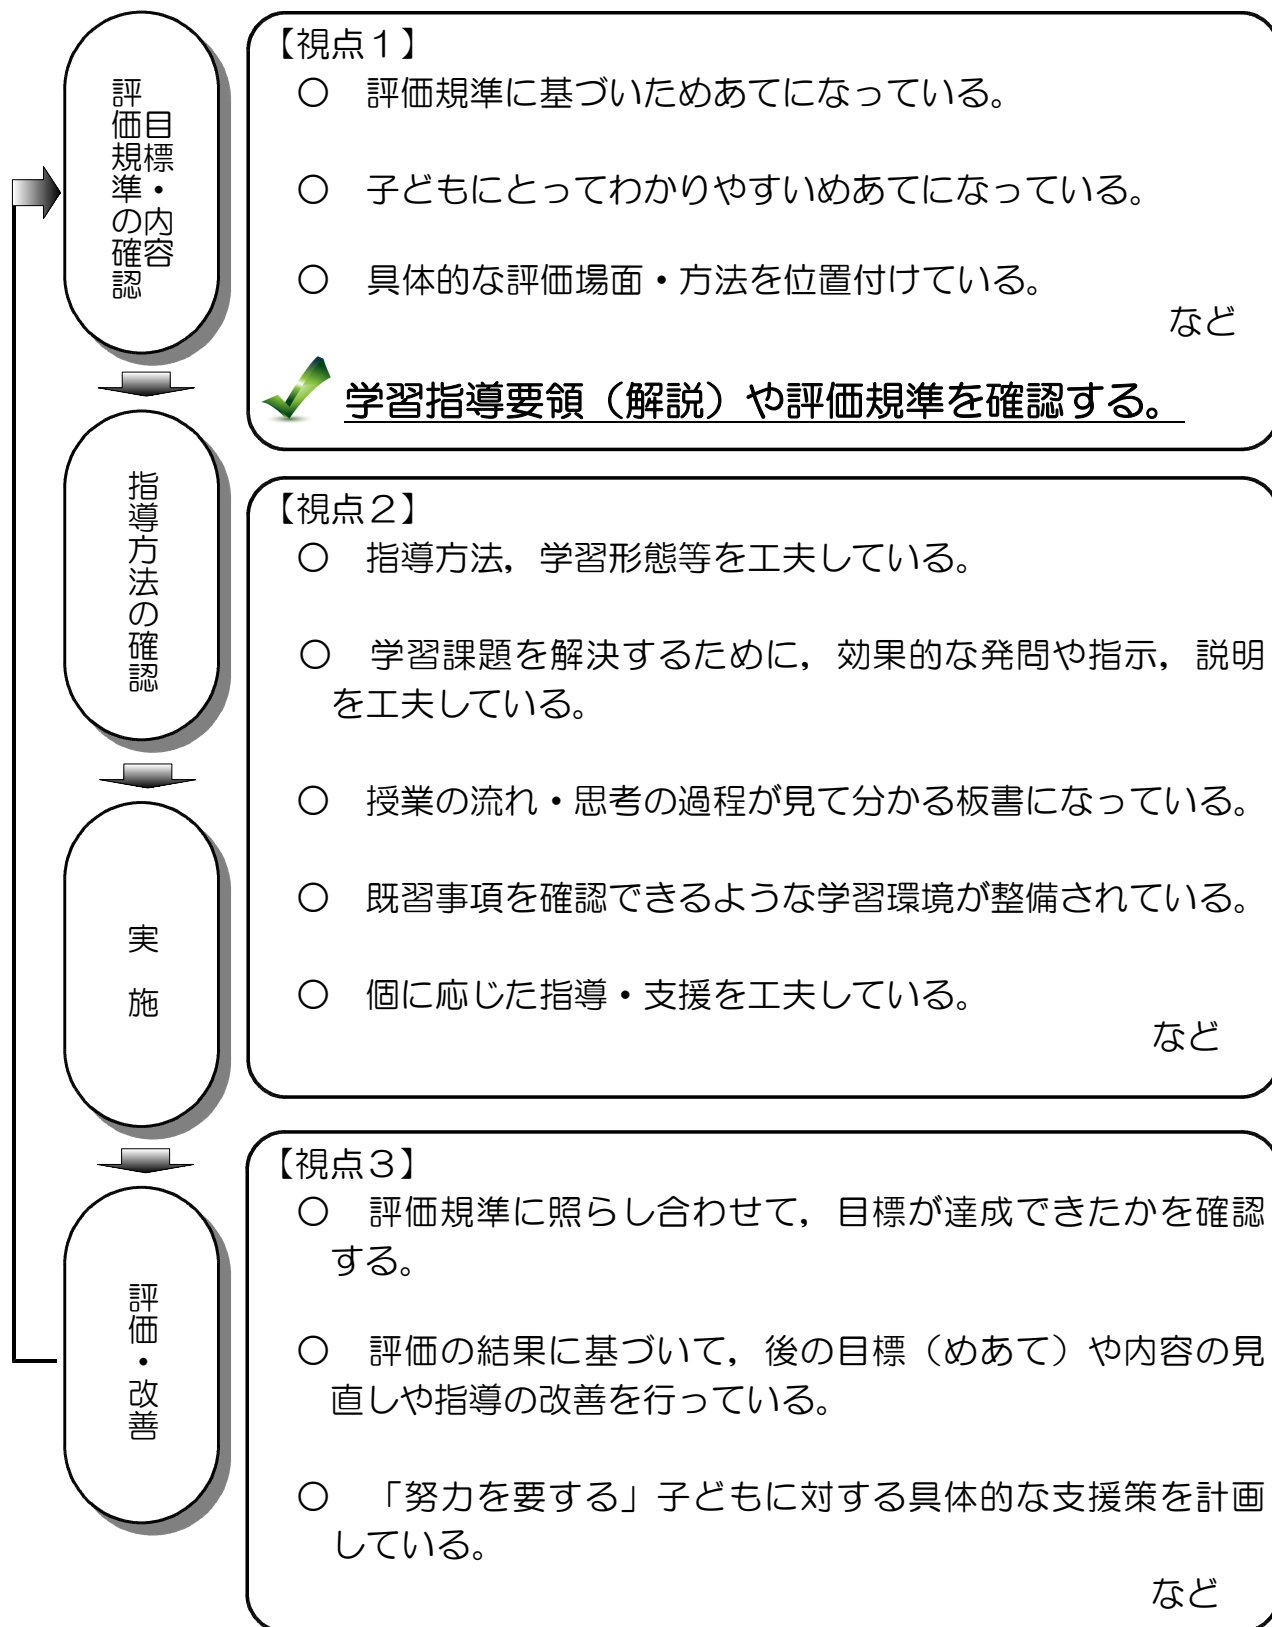 目標・内容
評価規準の確認
【視点１】
○　評価規準に基づいためあてになっている。
○　子どもにとってわかりやすいめあてになっている。
○　具体的な評価場面・方法を位置付けている。
など
学習指導要領（解説）や評価規準を確認する。
指導方法の確認
【視点２】
○　指導方法，学習形態等を工夫している。
○　学習課題を解決するために，効果的な発問や指示，説明
を工夫している。
○　授業の流れ・思考の過程が見て分かる板書になっている。
○　既習事項を確認できるような学習環境が整備されている。
○　個に応じた指導・支援を工夫している。
など
実施
【視点３】
○　評価規準に照らし合わせて，目標が達成できたかを確認
する。
○　評価の結果に基づいて，後の目標（めあて）や内容の見
直しや指導の改善を行っている。
○　「努力を要する」子どもに対する具体的な支援策を計画
している。
など
評価・改善